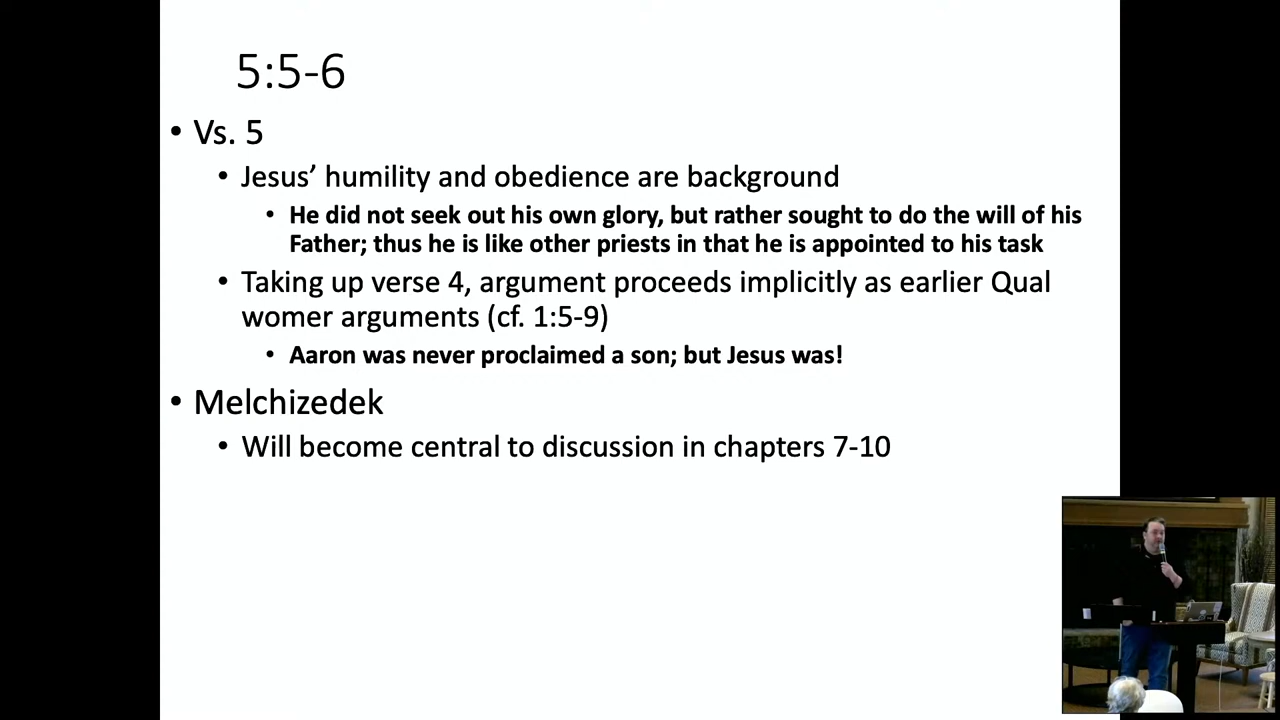 5:5-6
• Vs. 5
• Jesus’ humility and obedience are background
• He did not seek out his own glory, but rather sought to do the will of his
Father; thus he is like other priests in that he is appointed to his task
• Taking up verse 4, argument proceeds implicitly as earlier Qual
womer arguments (cf. 1:5-9)
• Aaron was never proclaimed a son; but Jesus was!
• Melchizedek
• Will become central to discussion in chapters 7-10